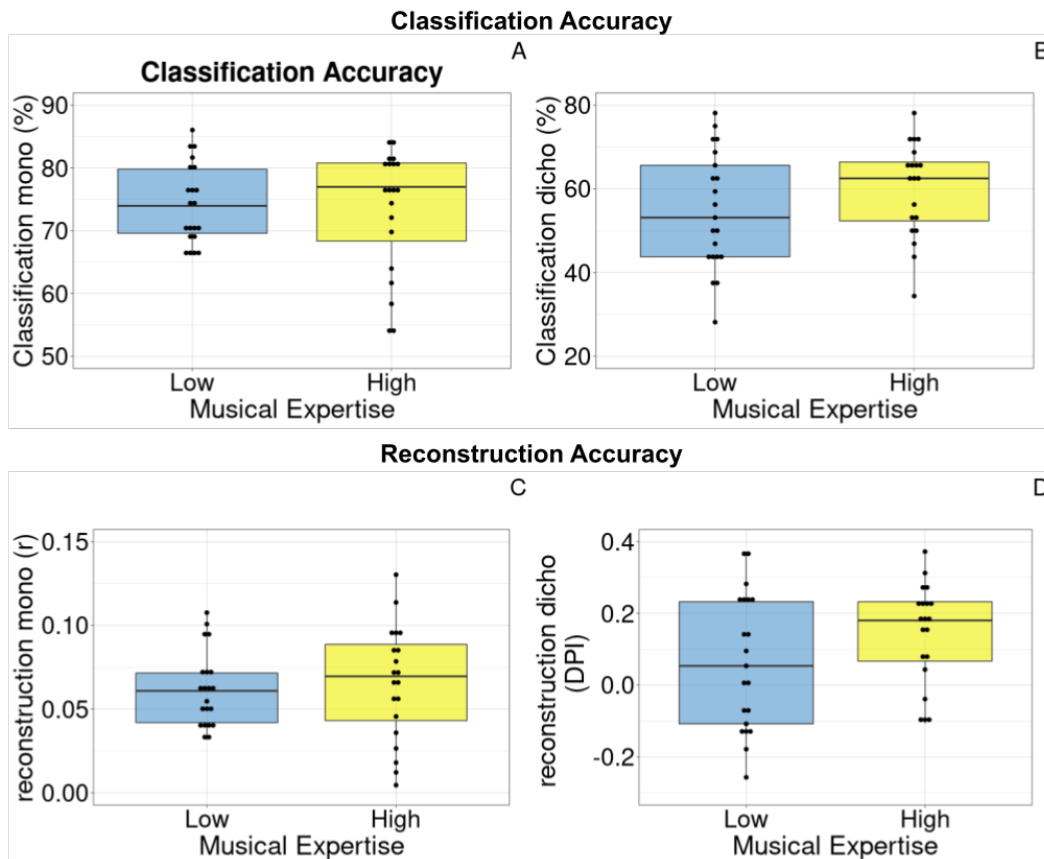 Classification Accuracy
A
Classification Accuracy
Classification mono (%)
90
80
70
60
50
Low High
Musical Expertise
B
Classification dicho (%)
80
60
40
20
Low High
Musical Expertise
Reconstruction Accuracy
C
reconstruction mono (r)
0.15
0.10
0.05
0.00
Low High
Musical Expertise
D
reconstruction dicho
(DPI)
0.4
0.2
0.0
-0.2
Low High
Musical Expertise